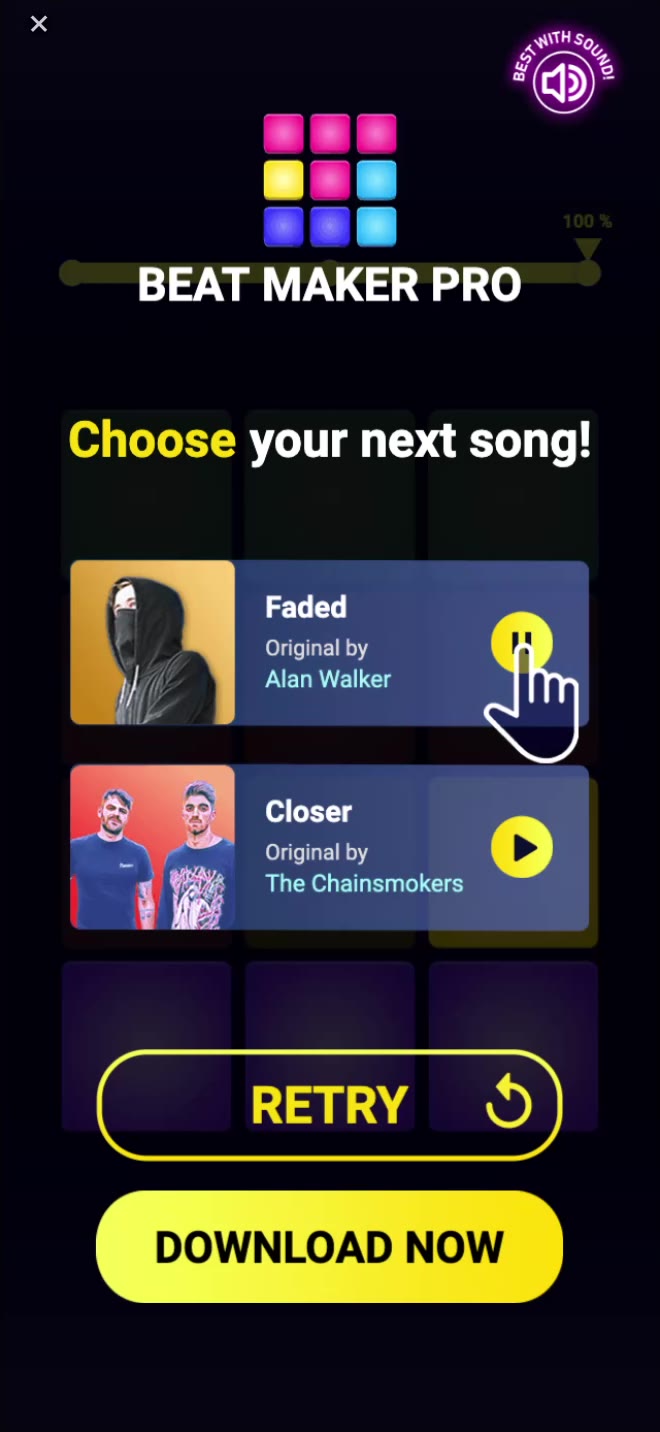 BEST WITH SOUND!
100 %
BEAT MAKER PRO
Choose your next song!
Faded
Original by
Alan Walker
Closer
Original by
The Chainsmokers
RETRY
DOWNLOAD NOW